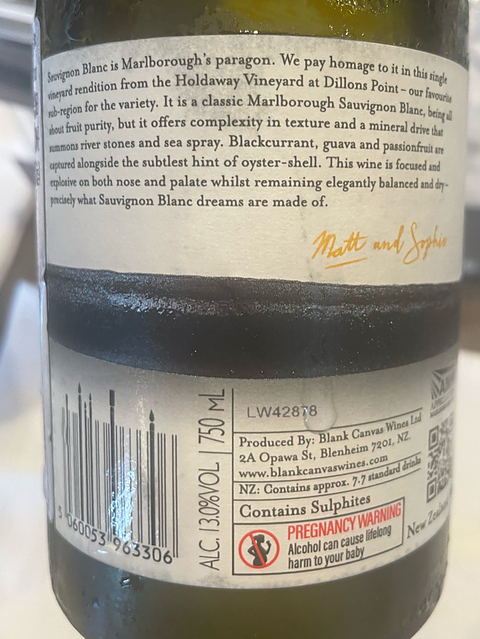 Sauvignon Blanc is Marlborough's paragon. We pay homage to it in this single
vineyard rendition from the Holdaway Vineyard at Dillons Point – our favourite
sub-region for the variety. It is a classic Marlborough Sauvignon Blanc, being all
about fruit purity, but it offers complexity in texture and a mineral drive that
summons river stones and sea spray. Blackcurrant, guava and passionfruit are
captured alongside the subtlest hint of oyster-shell. This wine is focused and
explosive on both nose and palate whilst remaining elegantly balanced and dry–
precisely what Sauvignon Blanc dreams are made of.
Matt and Sophie
5 060053 963306
ALC. 13.0%VOL | 750 ML
LW42878
Produced By: Blank Canvas Wines Ltd
2A Opawa St, Blenheim 7201, NZ.
www.blankcanvaswines.com
NZ: Contains approx. 7.7 standard drinks
Contains Sulphites
PREGNANCY WARNING
Alcohol can cause lifelong
harm to your baby
New Zealand